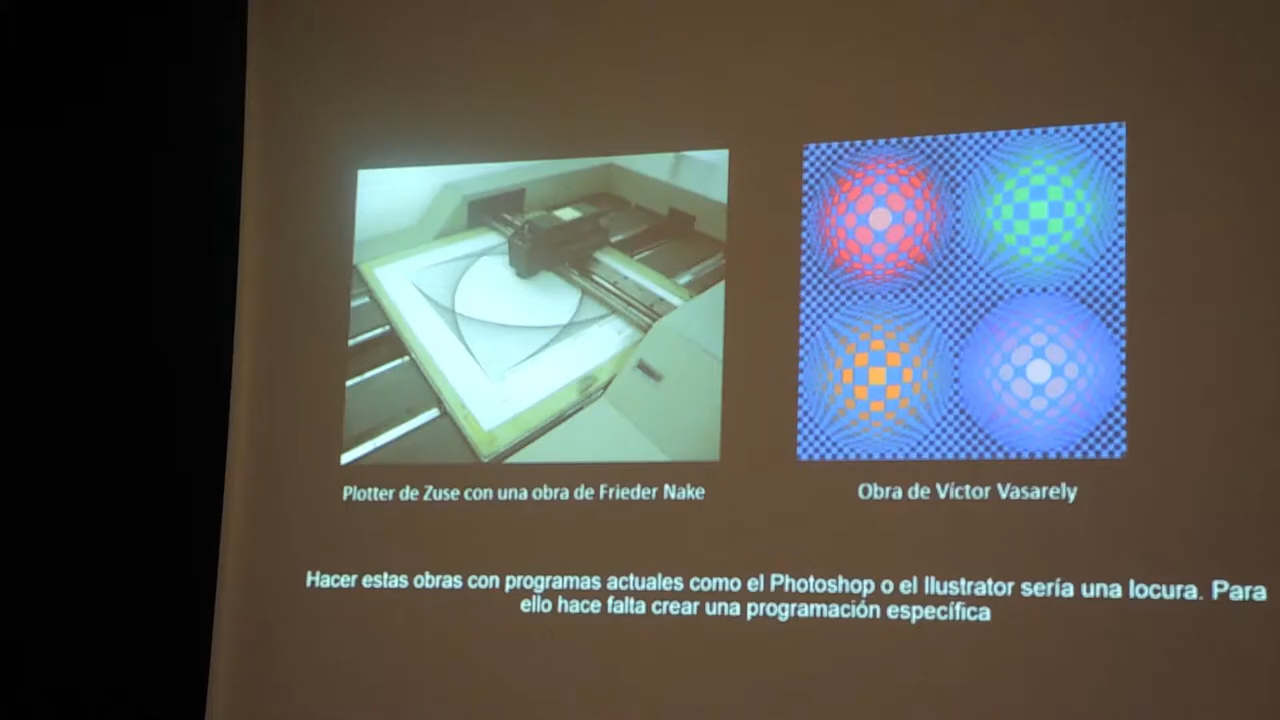 Plotter de Zuse con una obra de Frieder Nake
Obra de Víctor Vasarely
Hacer estas obras con programas actuales como el Photoshop o el Ilustrator sería una locura. Para
ello hace falta crear una programación específica